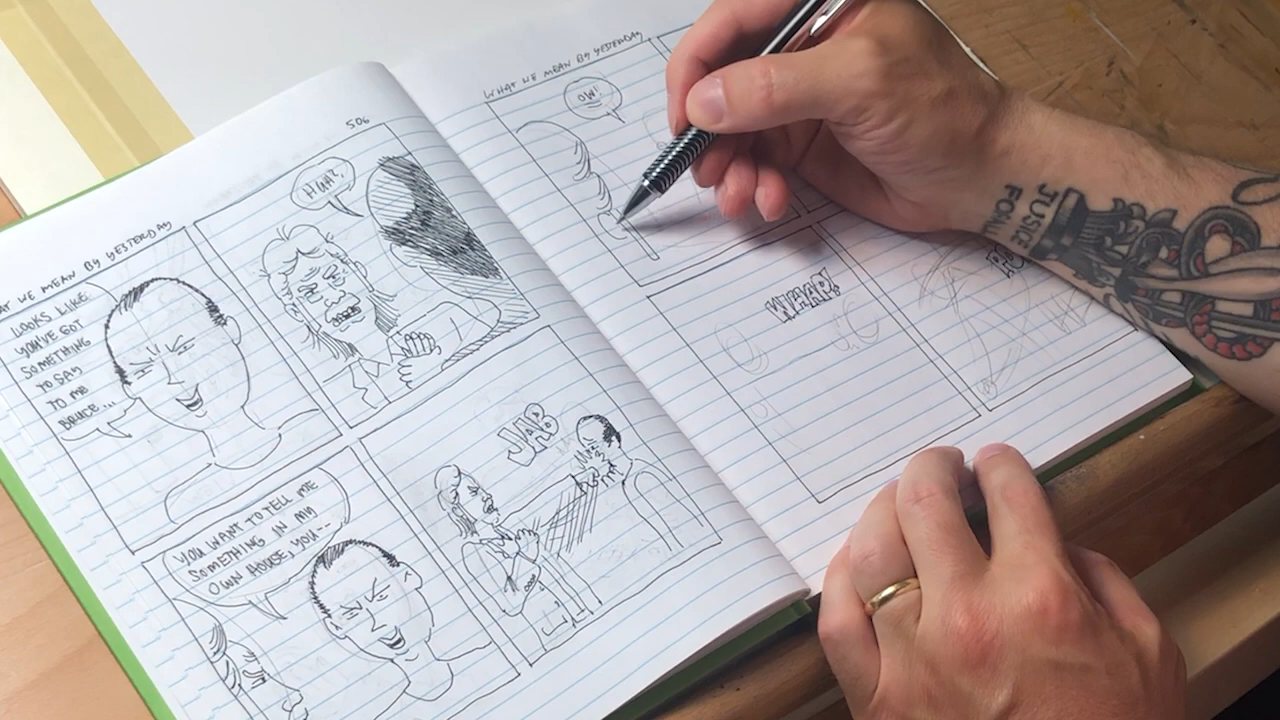 WHAT WE MEAN BY YESTERDAY
506
LOOKS LIKE
YOU'VE GOT
SOMETHING
TO SAY
TO ME
BRUCE...
HUH?
YOU WANT TO TELL ME
SOMETHING IN MY
OWN HOUSE, YOU--
JAB
WHAT WE MEAN BY YESTERDAY
OW!
WHAP!
JUSTICE